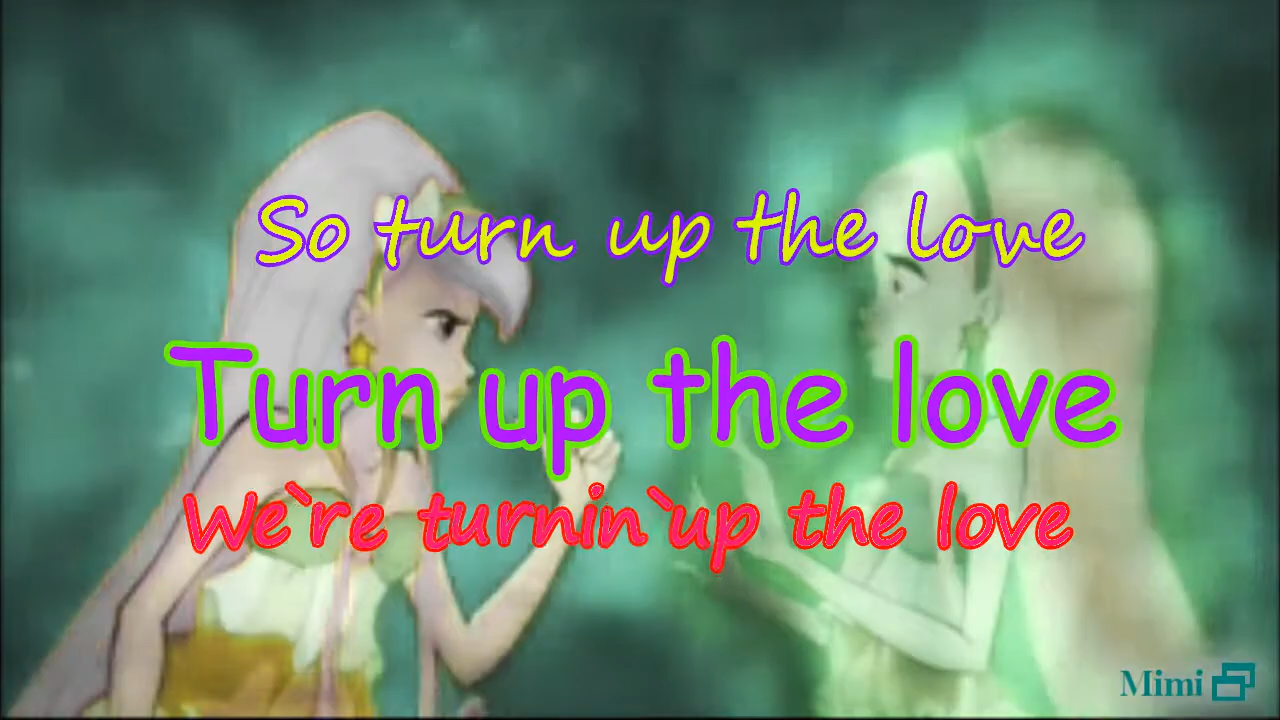 So turn up the love
Turn up the love
We`re turnin`up the love
Mimi